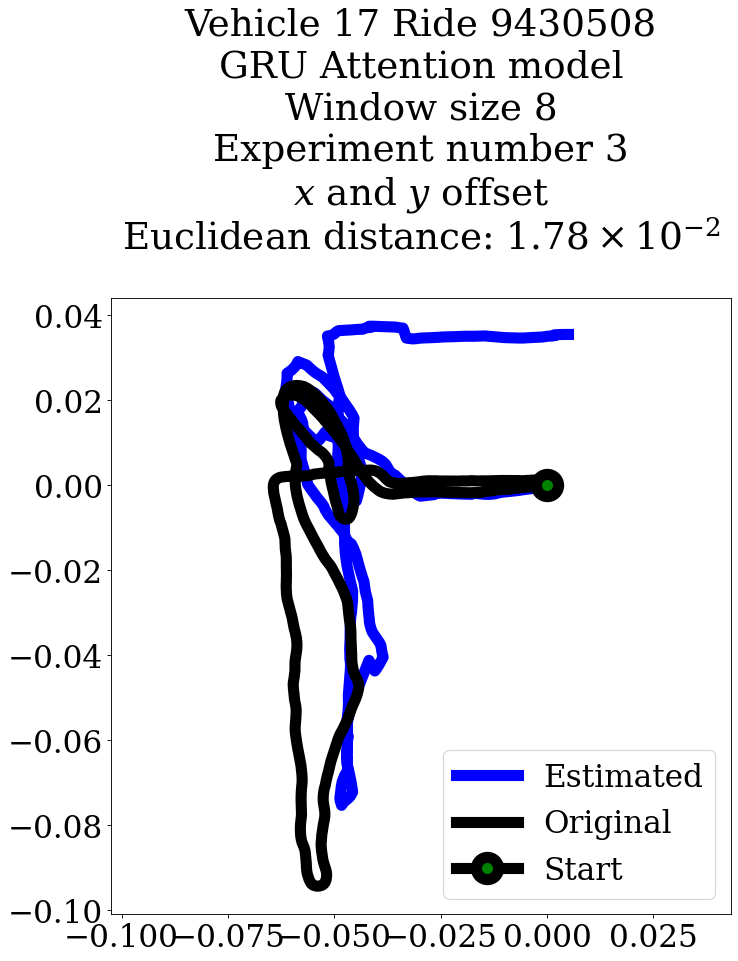 Vehicle 17 Ride 9430508
GRU Attention model
Window size 8
Experiment number 3
x and y offset
Euclidean distance: 1.78 × 10⁻²
0.04
0.02
0.00
−0.02
−0.04
−0.06
−0.08
−0.10
Estimated
Original
Start
−0.100 −0.075 −0.050 −0.025 0.000 0.025